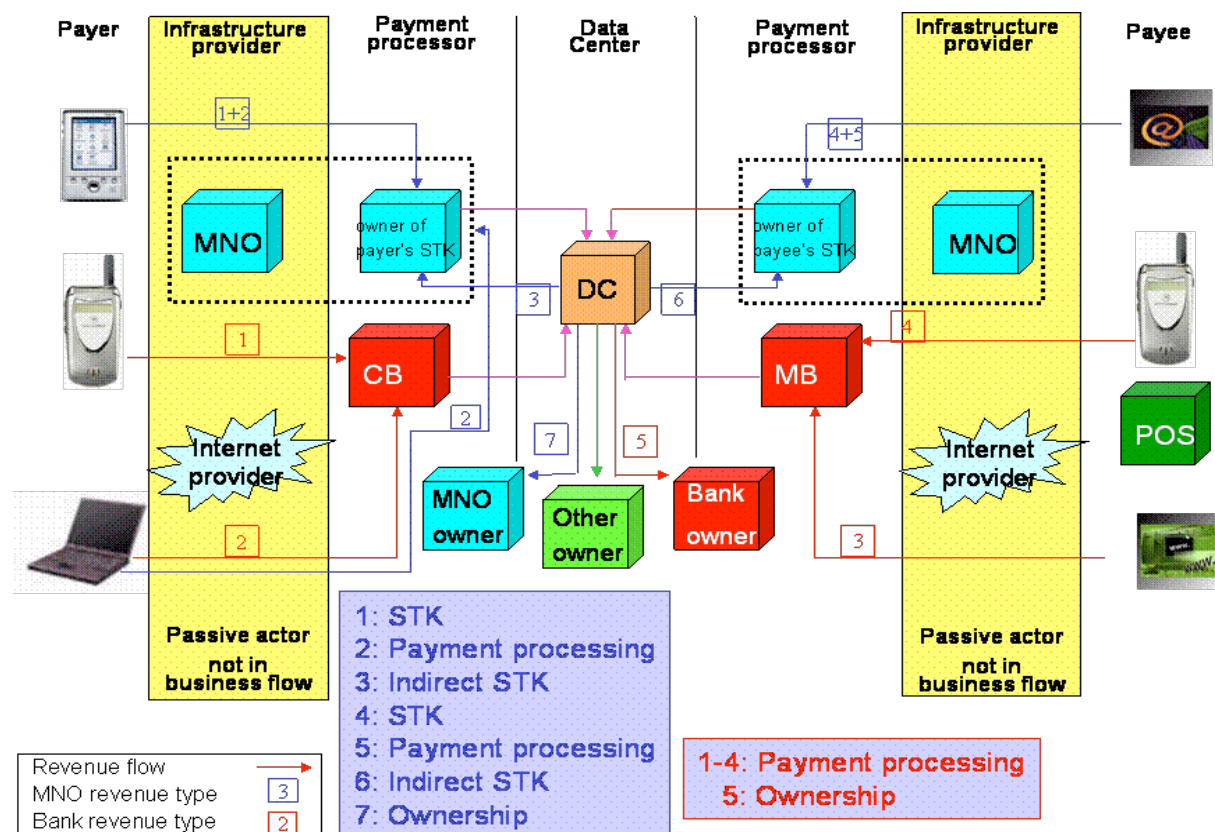 Payer
Infrastructure
provider
Payment
processor
Data
Center
Payment
processor
Infrastructure
provider
Payee
1+2
4+5
@
MNO
owner of
payer's STK
owner of
payee's STK
MNO
DC
3
6
1
4
CB
MB
2
Internet
provider
7
5
Internet
provider
POS
MNO
owner
Other
owner
Bank
owner
2
3
www.
www.
Passive actor
not in
business flow
Passive actor
not in
business flow
1: STK
2: Payment processing
3: Indirect STK
4: STK
5: Payment processing
6: Indirect STK
7: Ownership
1-4: Payment processing
5: Ownership
Revenue flow
MNO revenue type 3
Bank revenue type 2